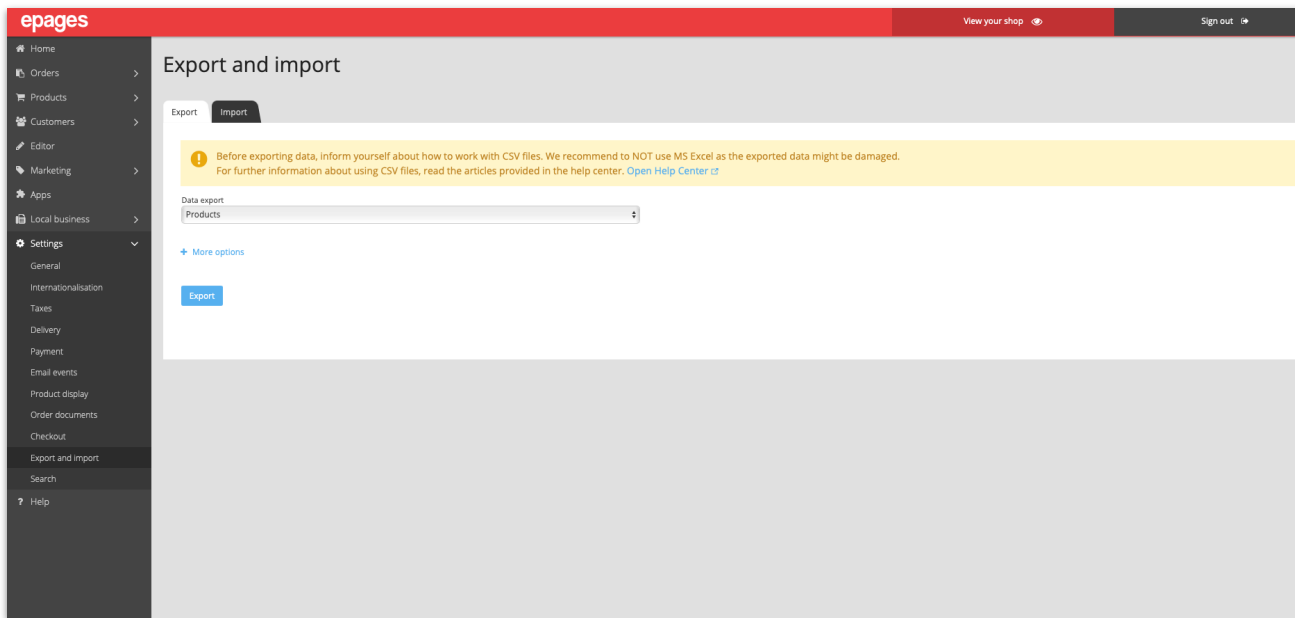 epages
View your shop
Sign out
Home
Orders
Products
Customers
Editor
Marketing
Apps
Local business
Settings
General
Internationalisation
Taxes
Delivery
Payment
Email events
Product display
Order documents
Checkout
Export and import
Search
? Help
Export and import
Export
Import
Before exporting data, inform yourself about how to work with CSV files. We recommend to NOT use MS Excel as the exported data might be damaged.
For further information about using CSV files, read the articles provided in the help center. Open Help Center
Data export
Products
+ More options
Export